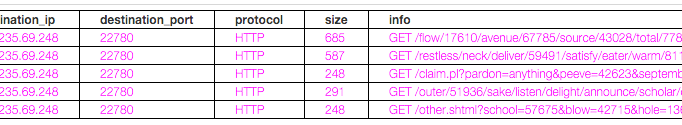 ination_ip destination_port protocol size info
235.69.248 22780 HTTP 685 GET /flow/17610/avenue/67785/source/43028/total/778
235.69.248 22780 HTTP 587 GET /restless/neck/deliver/59491/satisfy/eater/warm/811
235.69.248 22780 HTTP 248 GET /claim.pl?pardon=anything&peeve=42623&septemb
235.69.248 22780 HTTP 291 GET /outer/51936/sake/listen/delight/announce/scholar/
235.69.248 22780 HTTP 248 GET /other.shtml?school=57675&blow=42715&hole=136